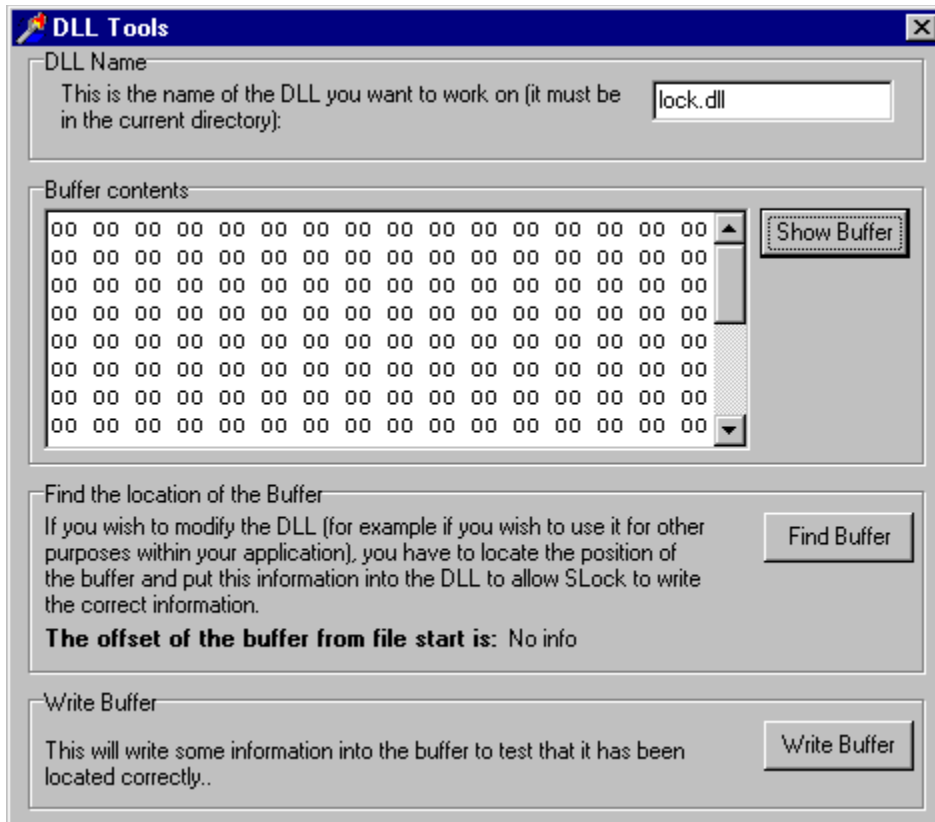 DLL Tools
DLL Name
This is the name of the DLL you want to work on (it must be
in the current directory):
lock.dll
Buffer contents
00 00 00 00 00 00 00 00 00 00 00 00 00 00 00 00
00 00 00 00 00 00 00 00 00 00 00 00 00 00 00 00
00 00 00 00 00 00 00 00 00 00 00 00 00 00 00 00
00 00 00 00 00 00 00 00 00 00 00 00 00 00 00 00
00 00 00 00 00 00 00 00 00 00 00 00 00 00 00 00
00 00 00 00 00 00 00 00 00 00 00 00 00 00 00 00
00 00 00 00 00 00 00 00 00 00 00 00 00 00 00 00
00 00 00 00 00 00 00 00 00 00 00 00 00 00 00 00
Show Buffer
Find the location of the Buffer
If you wish to modify the DLL (for example if you wish to use it for other
purposes within your application), you have to locate the position of
the buffer and put this information into the DLL to allow SLock to write
the correct information.
The offset of the buffer from file start is: No info
Find Buffer
Write Buffer
This will write some information into the buffer to test that it has been
located correctly..
Write Buffer